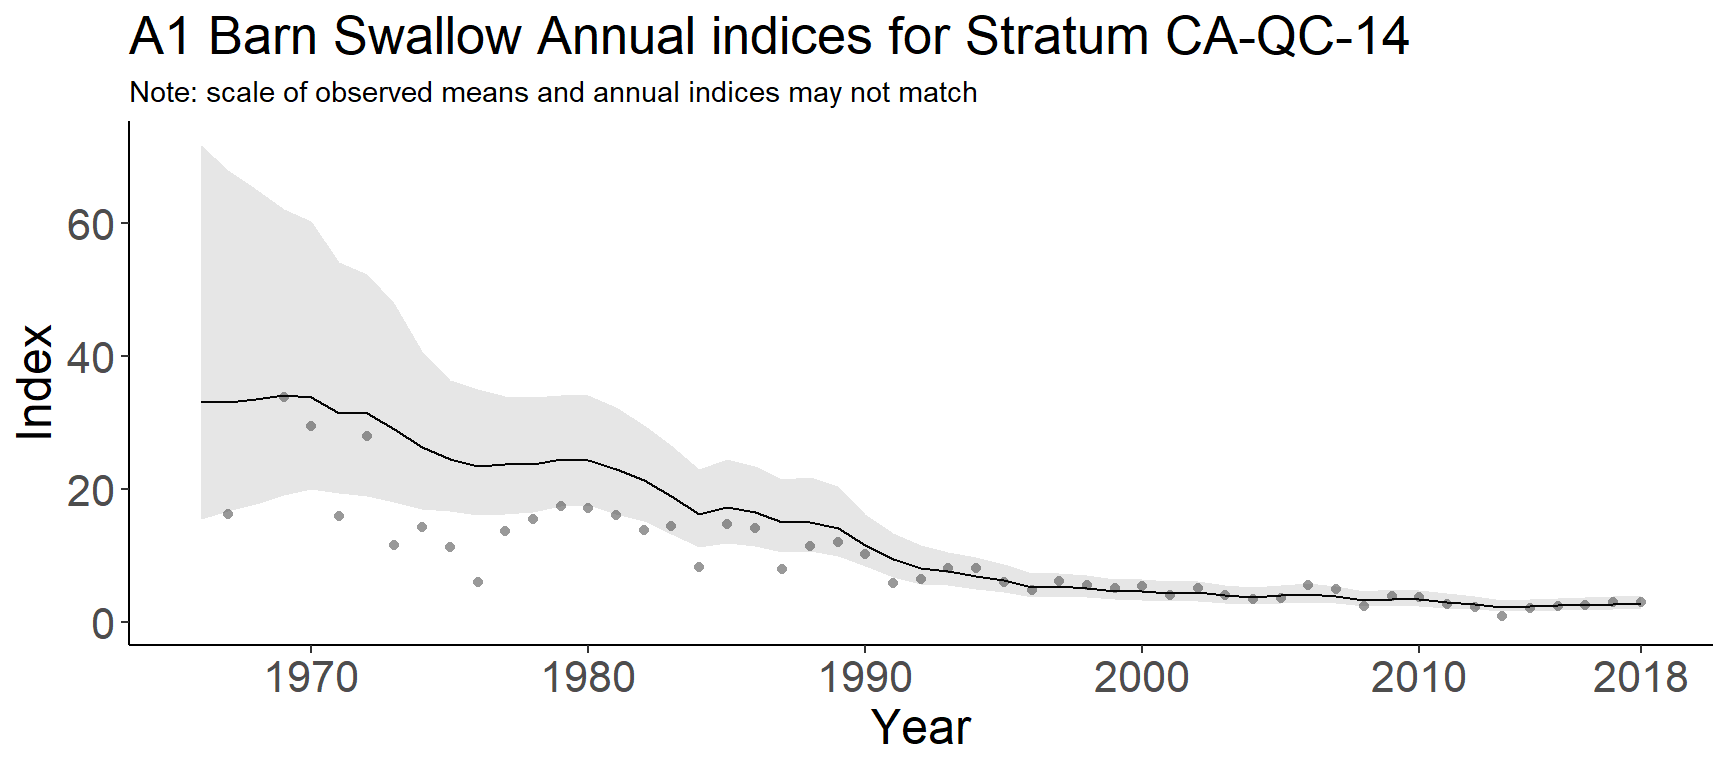 A1 Barn Swallow Annual indices for Stratum CA-QC-14
Note: scale of observed means and annual indices may not match
Index
60
40
20
0
1970 1980 1990 2000 2010 2018
Year